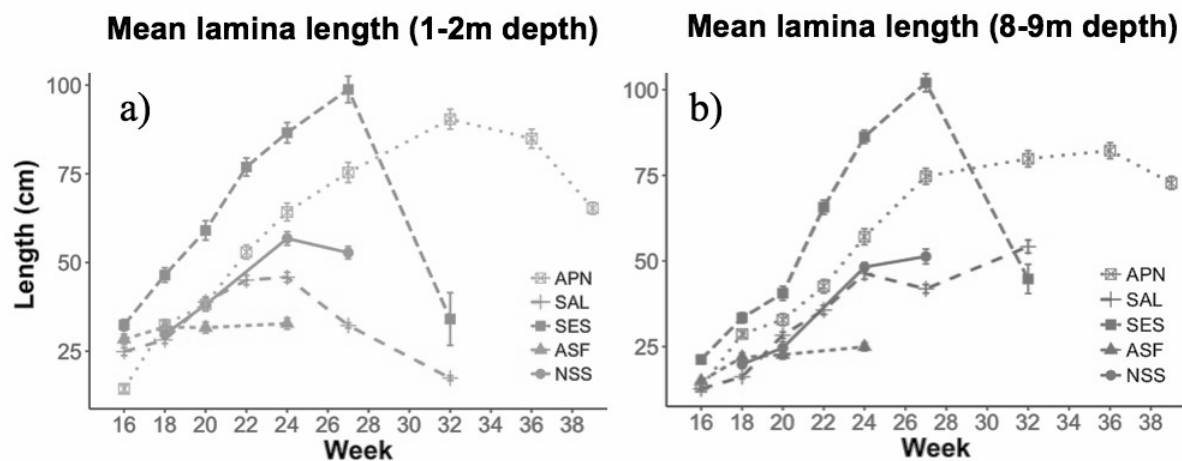 Mean lamina length (1-2m depth)
Mean lamina length (8-9m depth)
a)
100
75
50
25
Length (cm)
APN
SAL
SES
ASF
NSS
16 18 20 22 24 26 28 30 32 34 36 38
Week
b)
100
75
50
25
APN
SAL
SES
ASF
NSS
16 18 20 22 24 26 28 30 32 34 36 38
Week